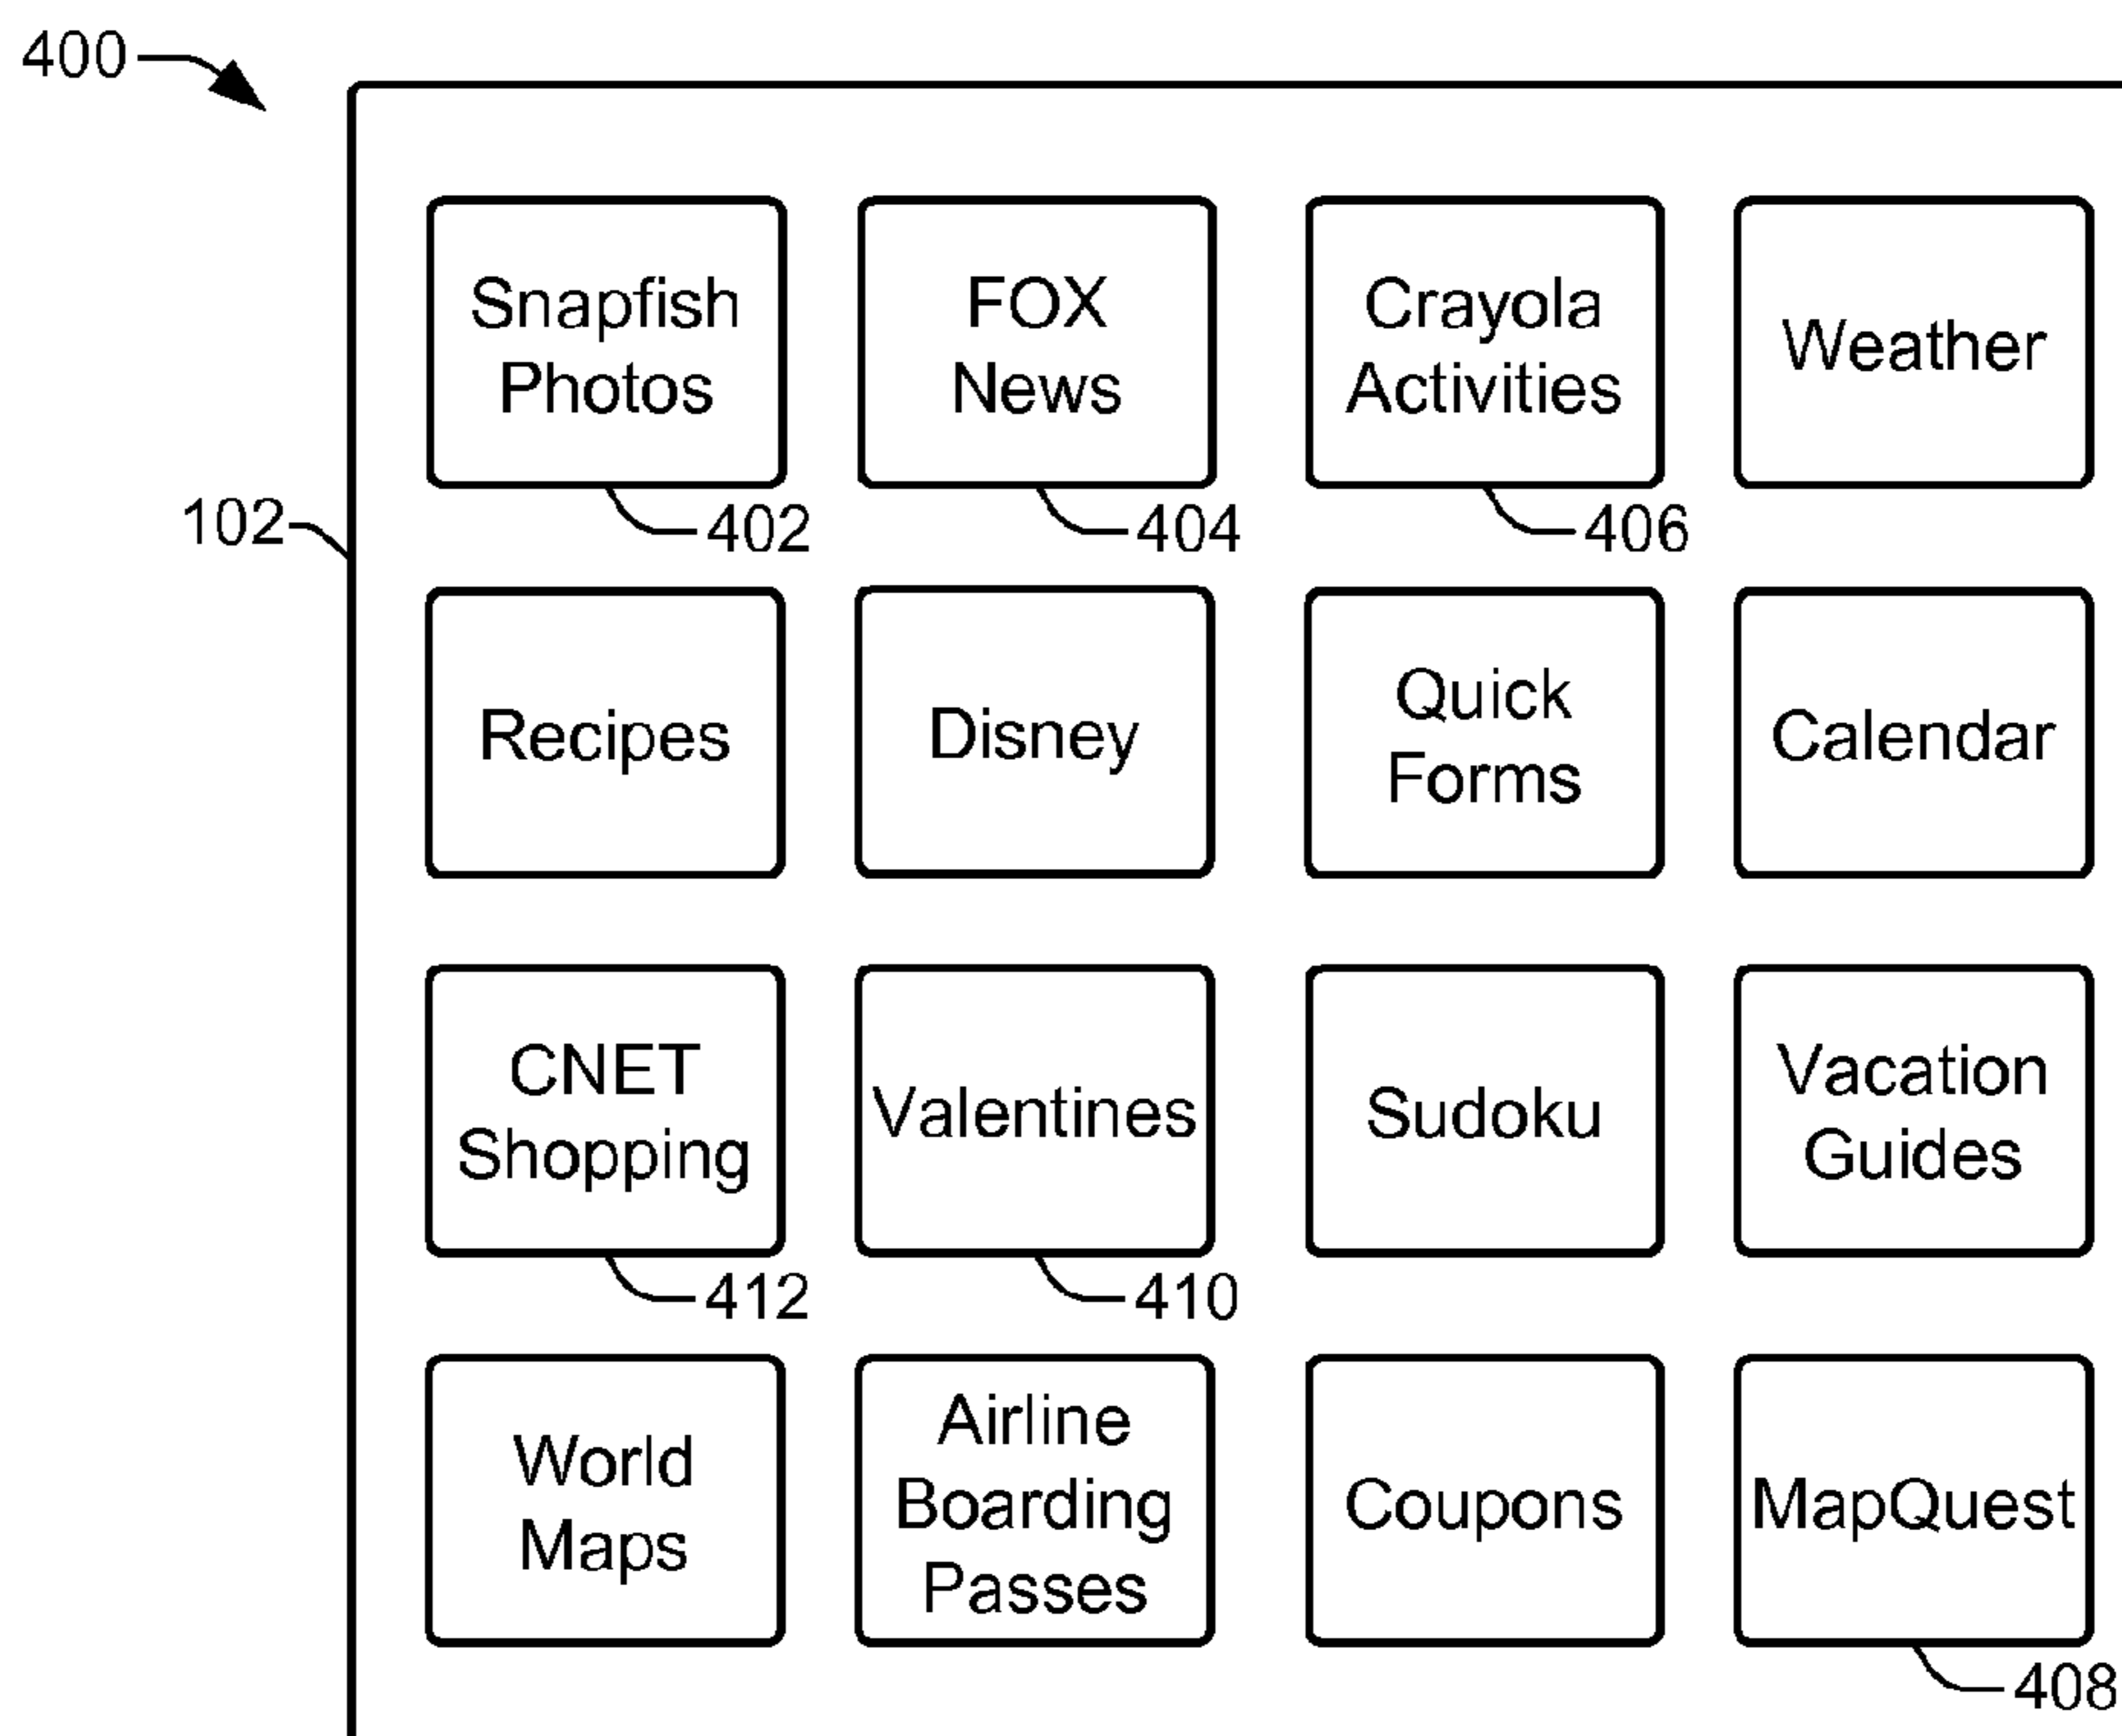 400
Snapfish
Photos
FOX
News
Crayola
Activities
Weather
102
402
404
406
Recipes
Disney
Quick
Forms
Calendar
CNET
Shopping
Valentines
Sudoku
Vacation
Guides
412
410
World
Maps
Airline
Boarding
Passes
Coupons
MapQuest
408